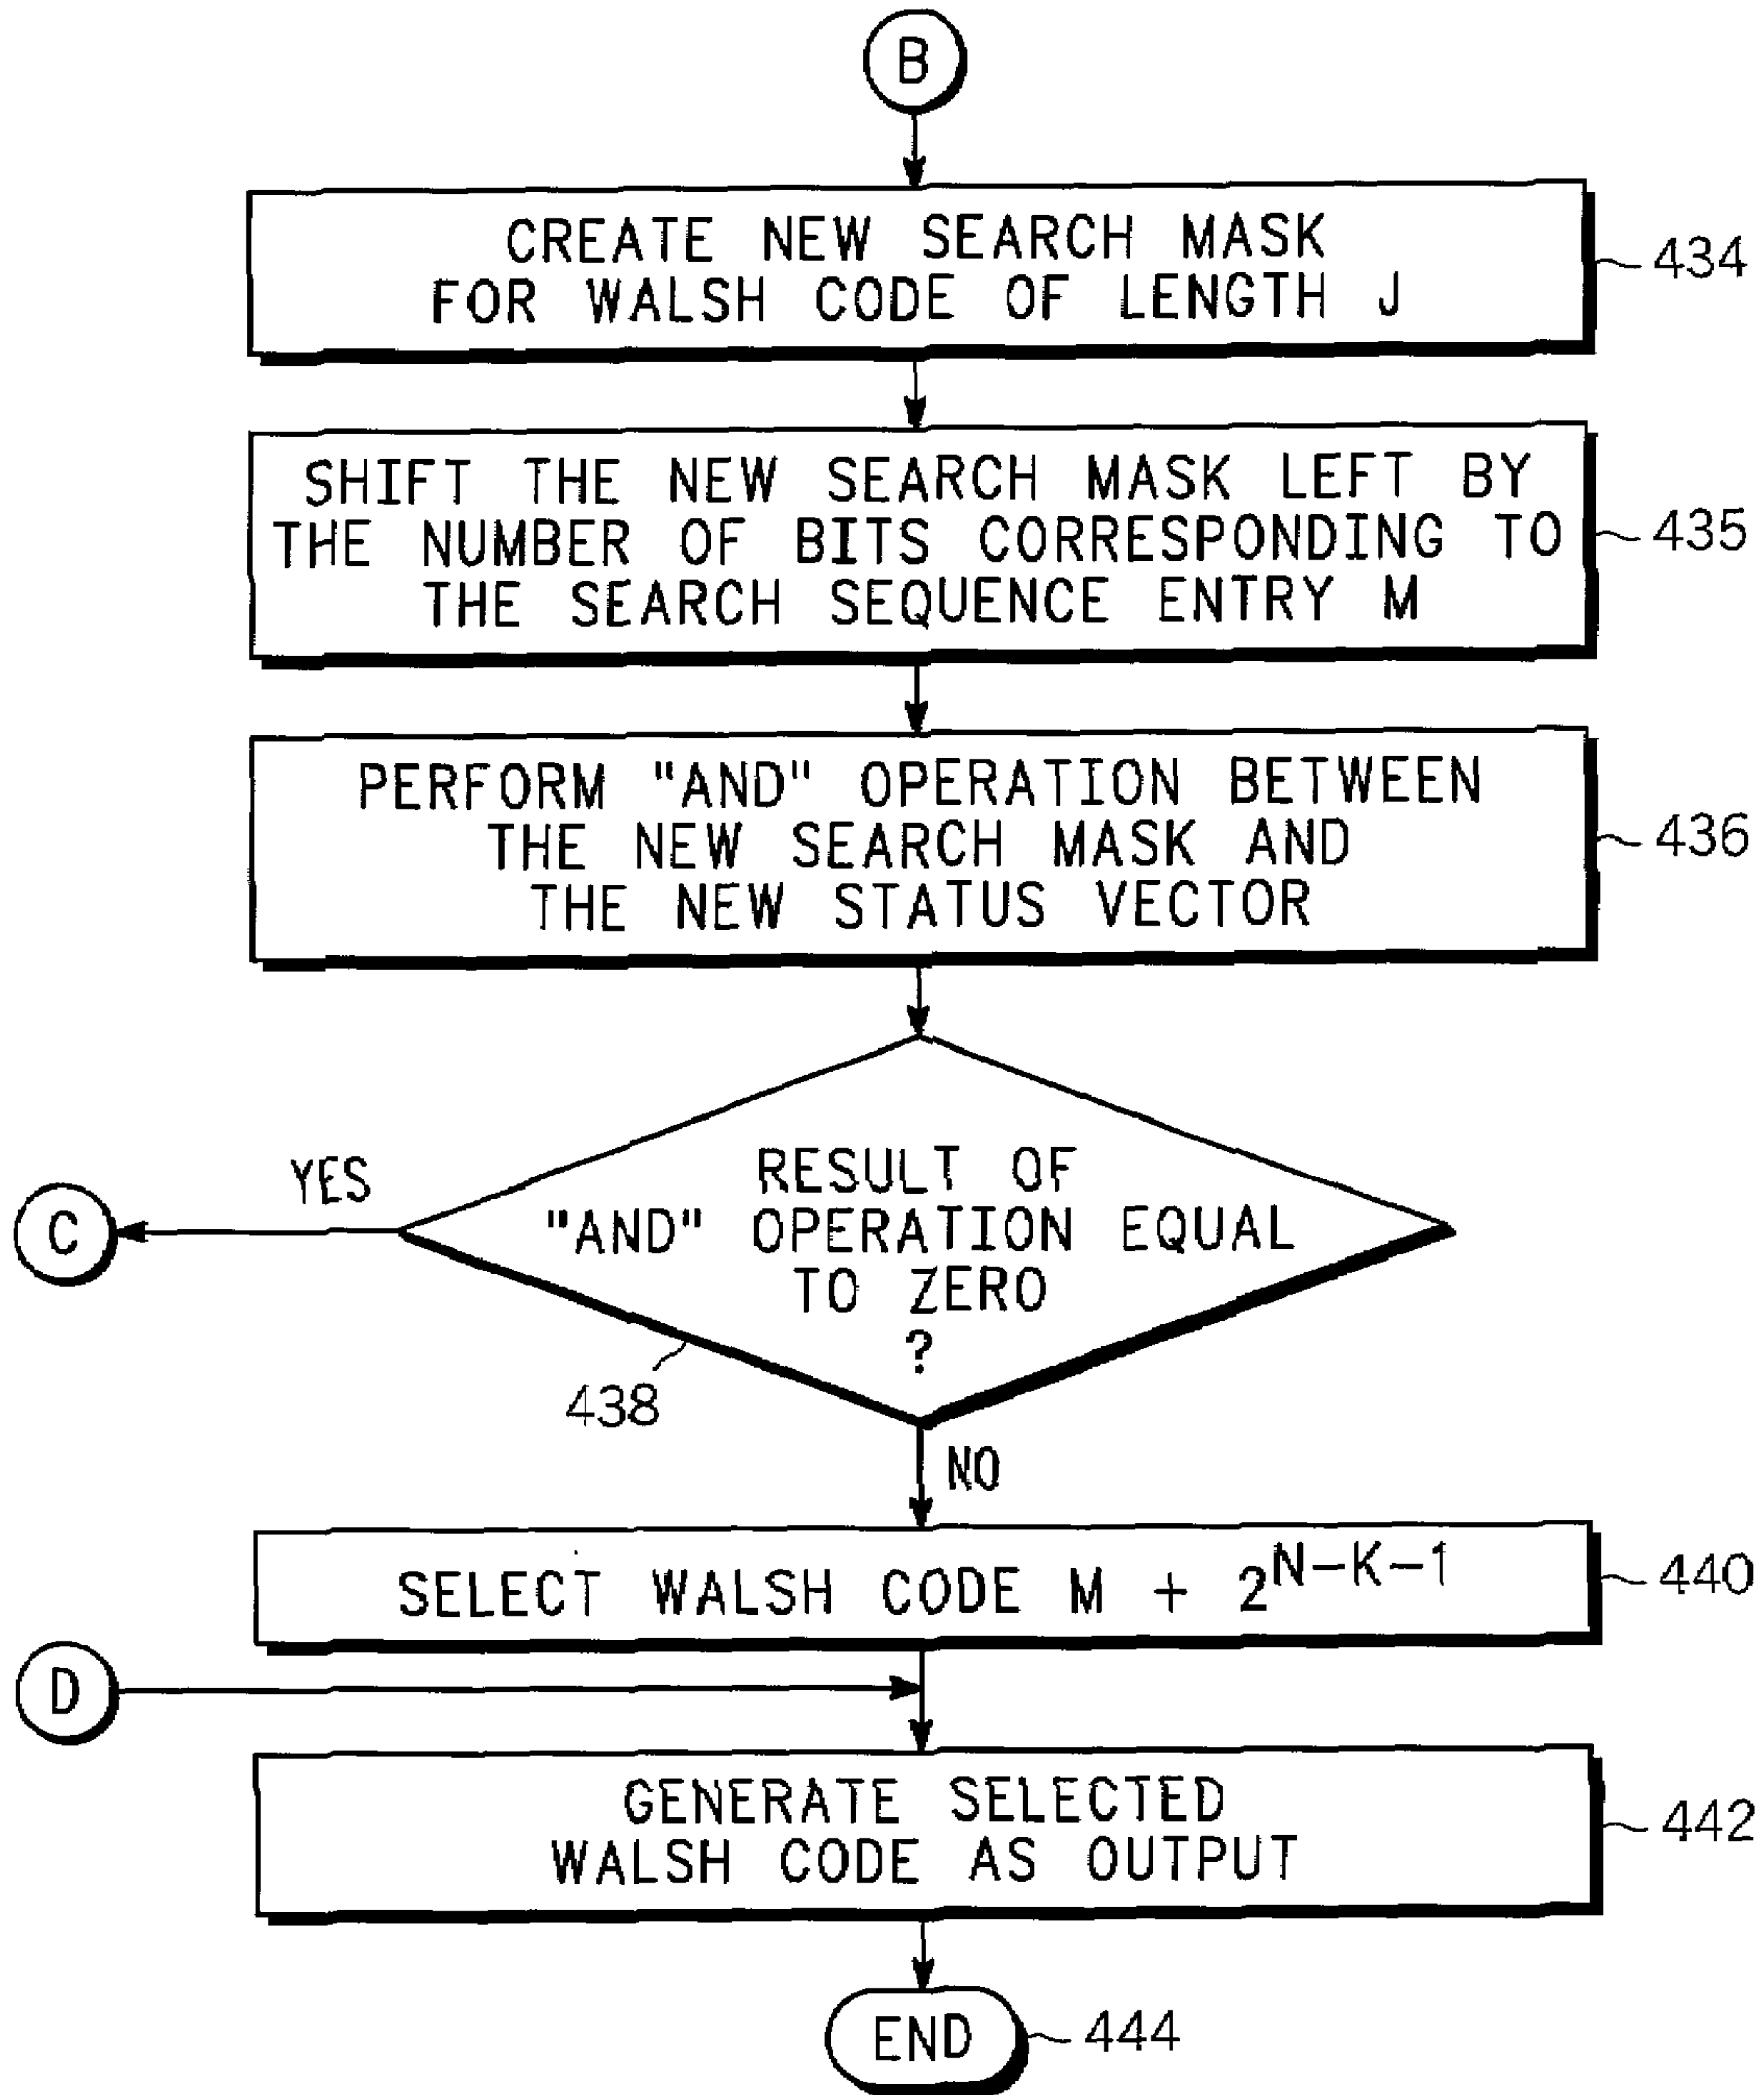 B
CREATE NEW SEARCH MASK
FOR WALSH CODE OF LENGTH J
434
SHIFT THE NEW SEARCH MASK LEFT BY
THE NUMBER OF BITS CORRESPONDING TO
THE SEARCH SEQUENCE ENTRY M
435
PERFORM "AND" OPERATION BETWEEN
THE NEW SEARCH MASK AND
THE NEW STATUS VECTOR
436
RESULT OF
"AND" OPERATION EQUAL
TO ZERO
?
438
YES
C
NO
SELECT WALSH CODE M + 2^{N-K-1}
440
D
GENERATE SELECTED
WALSH CODE AS OUTPUT
442
END
444